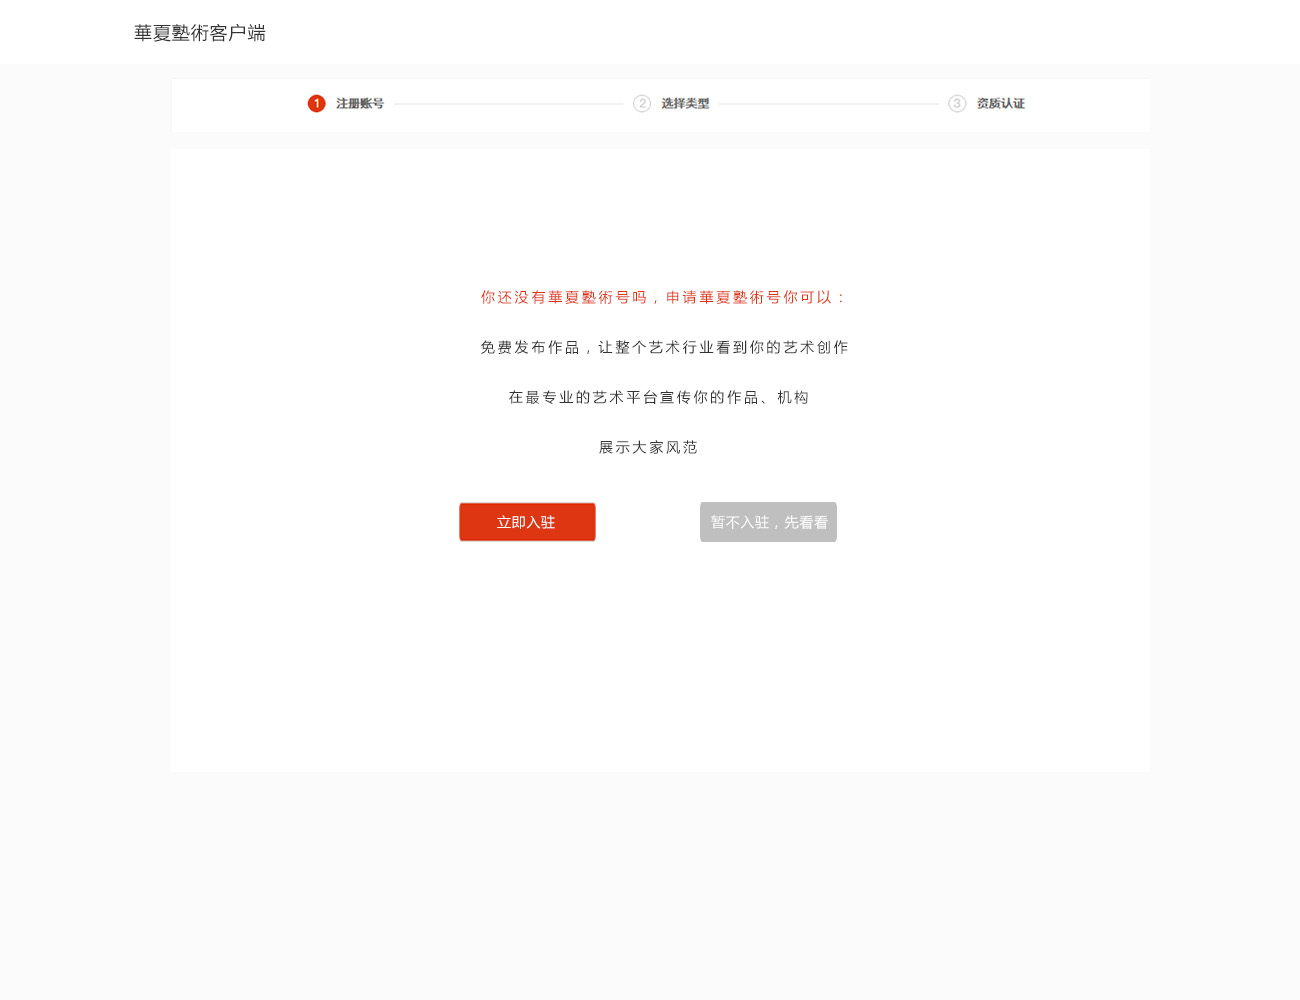 華夏塾術客户端
1 注册账号 2 选择类型 3 资质认证
你还没有華夏塾術号吗，申请華夏塾術号你可以：
免费发布作品，让整个艺术行业看到你的艺术创作
在最专业的艺术平台宣传你的作品、机构
展示大家风范
立即入驻 暂不入驻，先看看